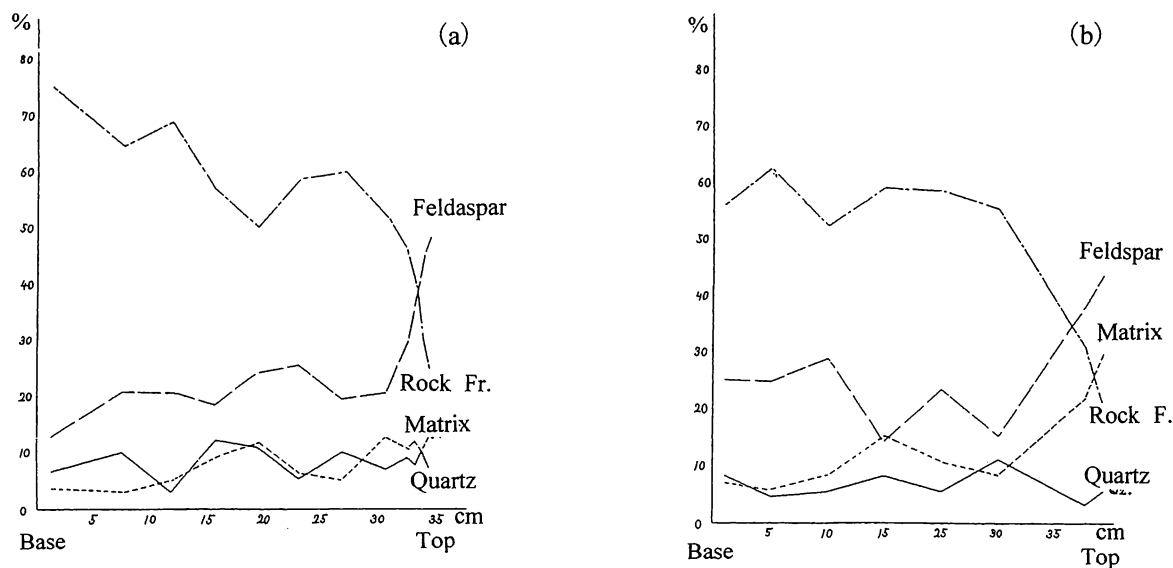 %
(a)
80
70
60
50
40
30
20
10
0
Feldaspar
Rock Fr.
Matrix
Quartz
5 10 15 20 25 30 35 cm
Base
Top
%
(b)
80
70
60
30
50
40
30
20
10
0
Feldspar
Matrix
Rock F.
Quartz
5 10 15 25 30 35 cm
Base
Top